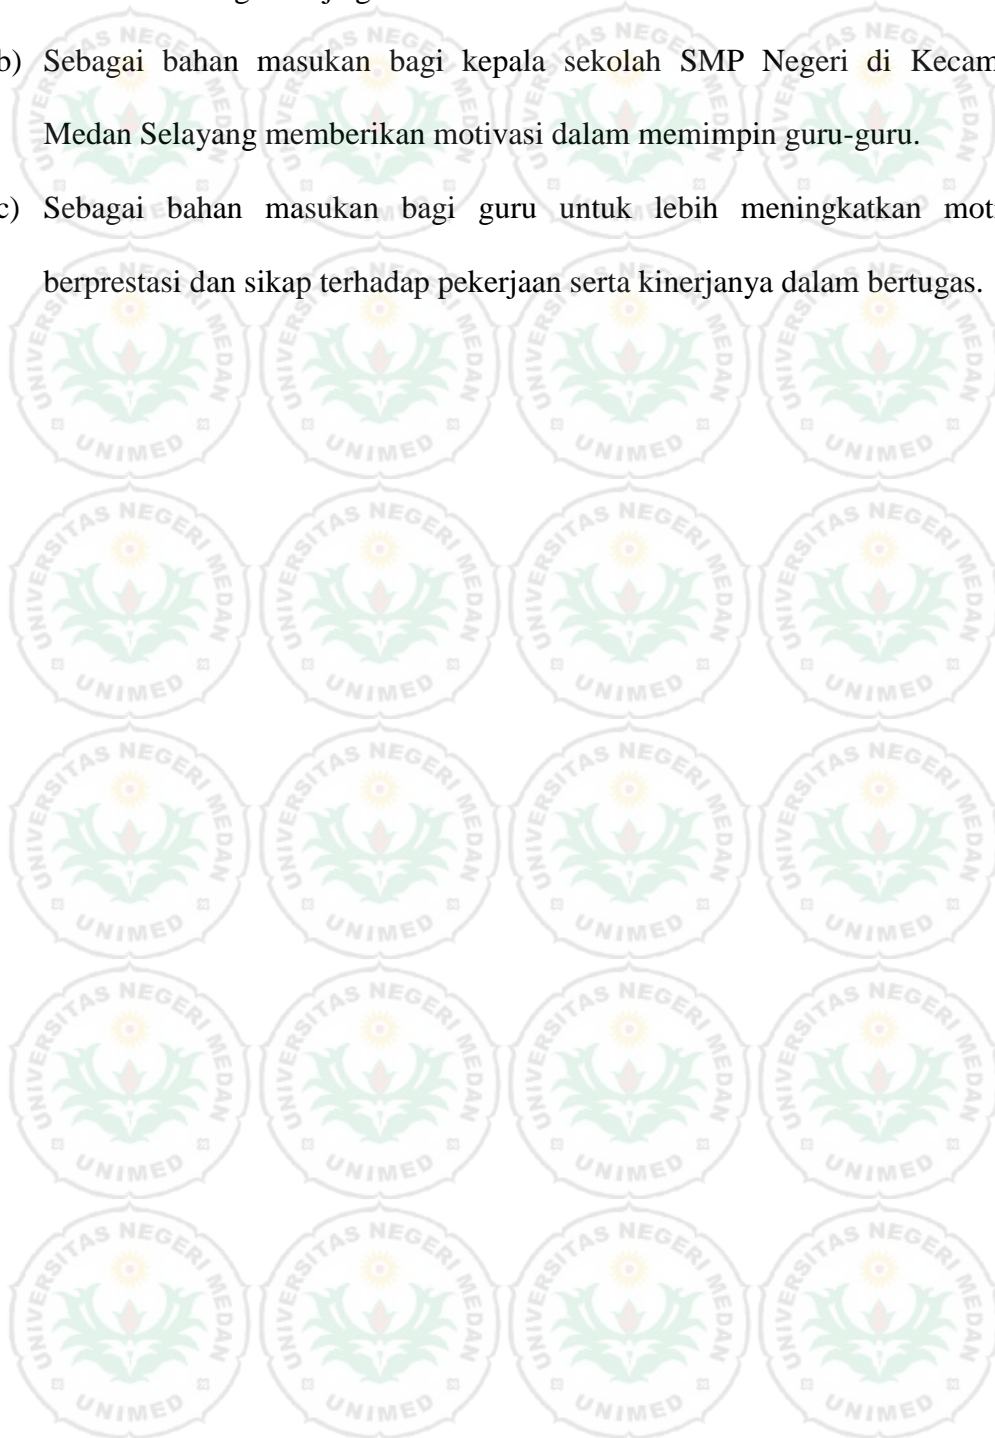 b) Sebagai bahan masukan bagi kepala sekolah SMP Negeri di Kecam
Medan Selayang memberikan motivasi dalam memimpin guru-guru.
c) Sebagai bahan masukan bagi guru untuk lebih meningkatkan mot
berprestasi dan sikap terhadap pekerjaan serta kinerjanya dalam bertugas.
UNIVERSITAS NEGERI MEDAN
UNIMED